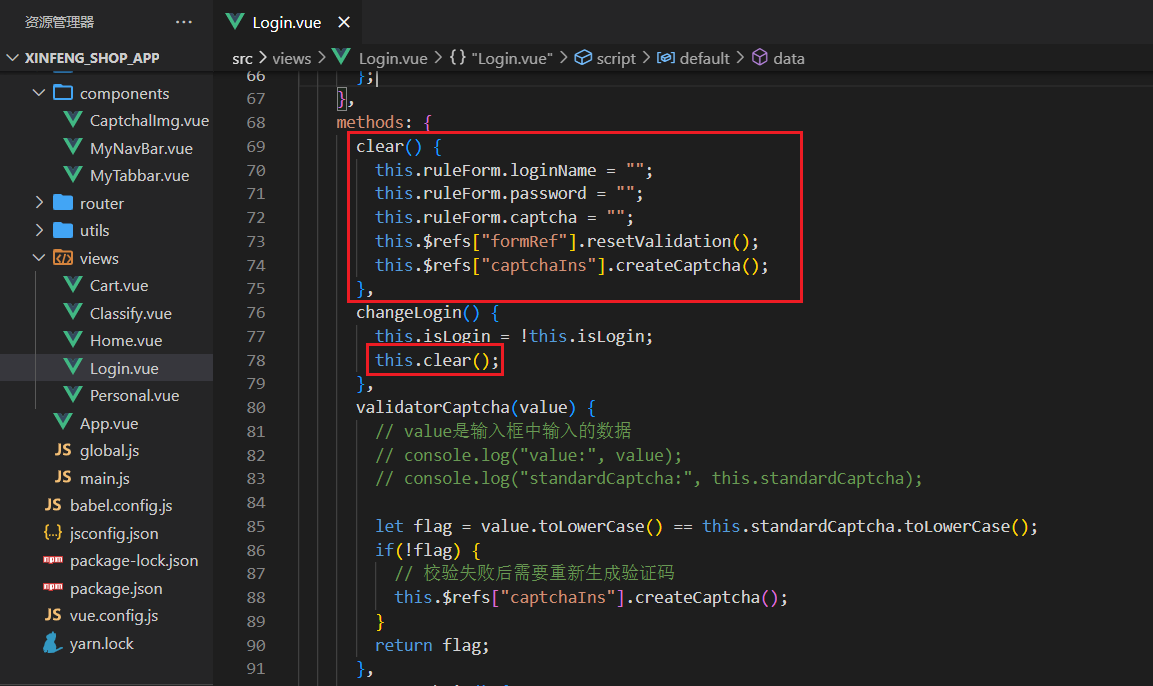 资源管理器 ···
XINFENG_SHOP_APP
components
CaptchaImg.vue
MyNavBar.vue
MyTabbar.vue
router
utils
views
Cart.vue
Classify.vue
Home.vue
Login.vue
Personal.vue
App.vue
JS global.js
JS main.js
JS babel.config.js
{..} jsconfig.json
npm package-lock.json
npm package.json
JS vue.config.js
yarn.lock
Login.vue ×
src > views > Login.vue > {} "Login.vue" > script > default > data
66 };
67 },
68 methods: {
69 clear() {
70 this.ruleForm.loginName = "";
71 this.ruleForm.password = "";
72 this.ruleForm.captcha = "";
73 this.$refs["formRef"].resetValidation();
74 this.$refs["captchaIns"].createCaptcha();
75 },
76 changeLogin() {
77 this.isLogin = !this.isLogin;
78 this.clear();
79 },
80 validatorCaptcha(value) {
81 // value是输入框中输入的数据
82 // console.log("value:", value);
83 // console.log("standardCaptcha:", this.standardCaptcha);
84
85 let flag = value.toLowerCase() == this.standardCaptcha.toLowerCase();
86 if(!flag) {
87 // 校验失败后需要重新生成验证码
88 this.$refs["captchaIns"].createCaptcha();
89 }
90 return flag;
91 },